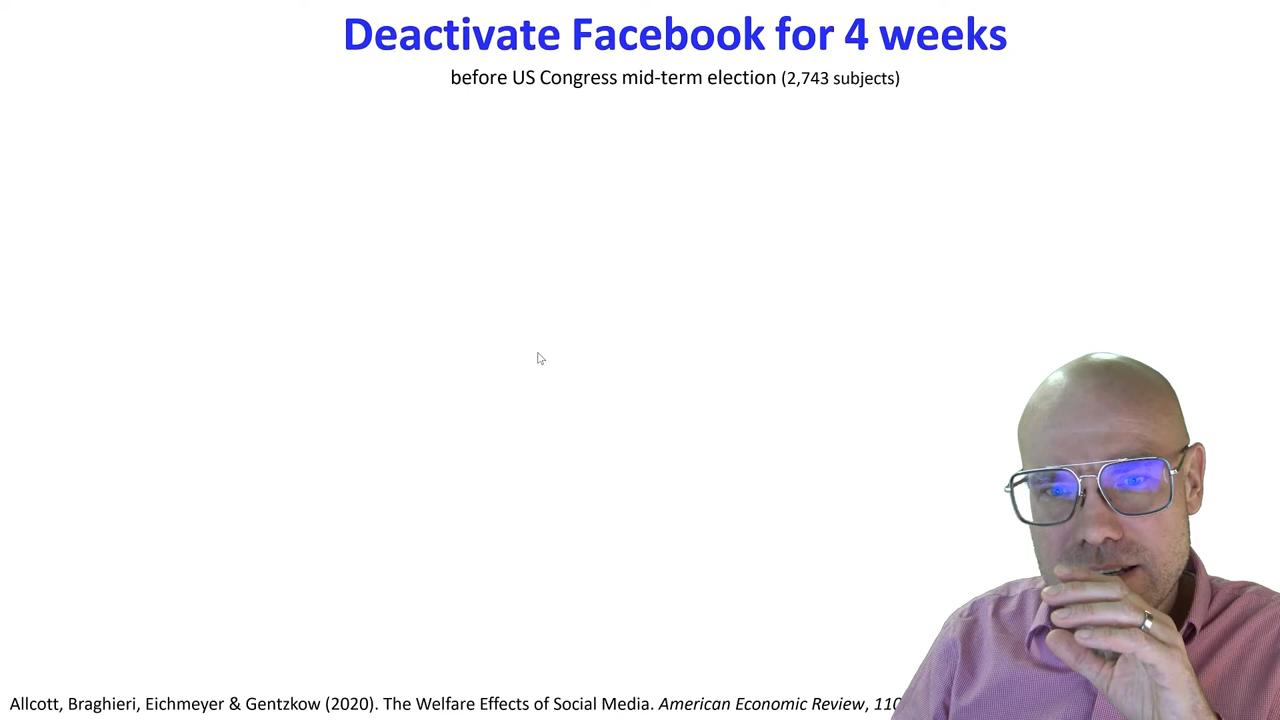 Deactivate Facebook for 4 weeks
before US Congress mid-term election (2,743 subjects)
Allcott, Braghieri, Eichmeyer & Gentzkow (2020). The Welfare Effects of Social Media. American Economic Review, 110